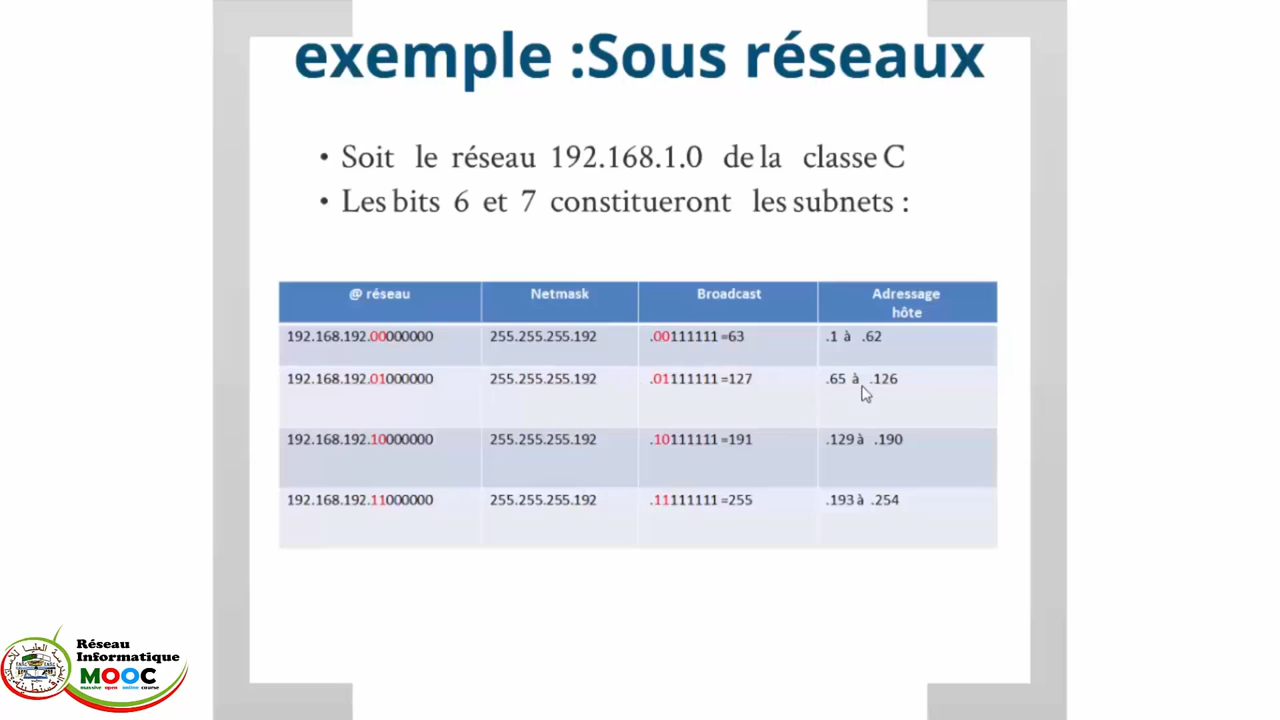 exemple :Sous réseaux
• Soit le réseau 192.168.1.0 de la classe C
• Les bits 6 et 7 constitueront les subnets :
@ réseau Netmask Broadcast Adressage
hôte
192.168.192.00000000 255.255.255.192 .00111111 =63 .1 à .62
192.168.192.01000000 255.255.255.192 .01111111 =127 .65 à .126
192.168.192.10000000 255.255.255.192 .10111111 =191 .129 à .190
192.168.192.11000000 255.255.255.192 .11111111 =255 .193 à .254
Réseau
Informatique
MOOC
massive open online course